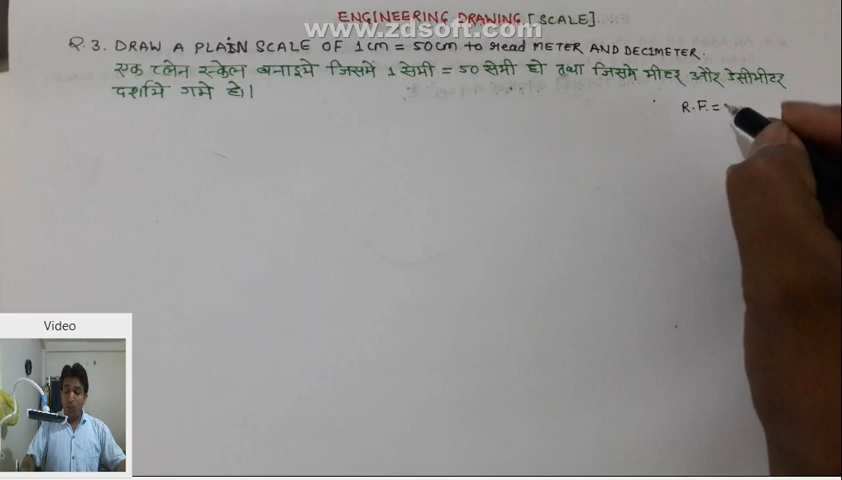 ENGINEERING DRAWING [SCALE].
www.zdsoft.com
Q.3. DRAW A PLAIN SCALE OF 1cm = 50cm to read METER AND DECIMETER.
एक प्लेन स्केल बनाइये जिसमें 1 सेमी = 50 सेमी हो तथा जिसमे मीटर और डेसीमीटर
दर्शाये गये हो।
R.F. =
Video